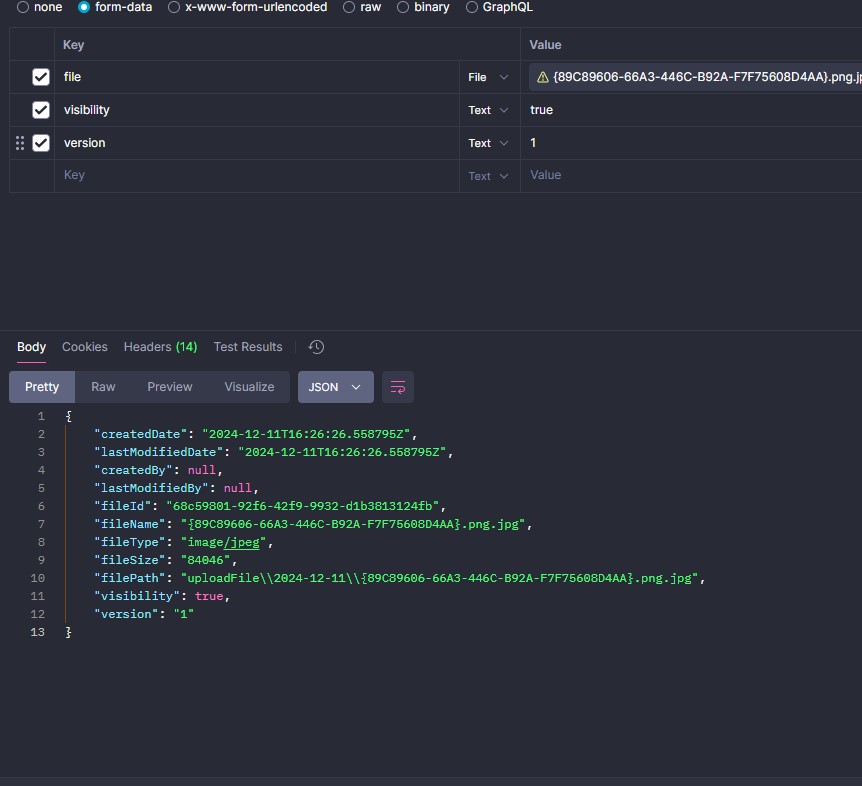 none form-data x-www-form-urlencoded raw binary GraphQL
Key Value
file File {89C89606-66A3-446C-B92A-F7F75608D4AA}.png.jp
visibility Text true
version Text 1
Key Text Value
Body Cookies Headers (14) Test Results
Pretty Raw Preview Visualize JSON
1 {
2 "createdDate": "2024-12-11T16:26:26.558795Z",
3 "lastModifiedDate": "2024-12-11T16:26:26.558795Z",
4 "createdBy": null,
5 "lastModifiedBy": null,
6 "fileId": "68c59801-92f6-42f9-9932-d1b3813124fb",
7 "fileName": "{89C89606-66A3-446C-B92A-F7F75608D4AA}.png.jpg",
8 "fileType": "image/jpeg",
9 "fileSize": "84046",
10 "filePath": "uploadFile\\2024-12-11\\{89C89606-66A3-446C-B92A-F7F75608D4AA}.png.jpg",
11 "visibility": true,
12 "version": "1"
13 }